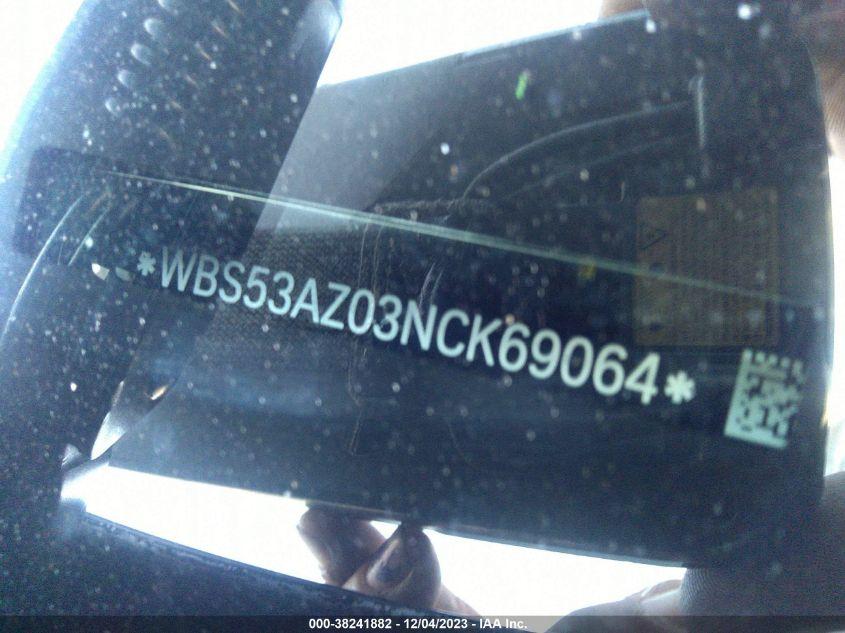 *WBS53AZ03NCK69064*
000-38241882 - 12/04/2023 - IAA Inc.